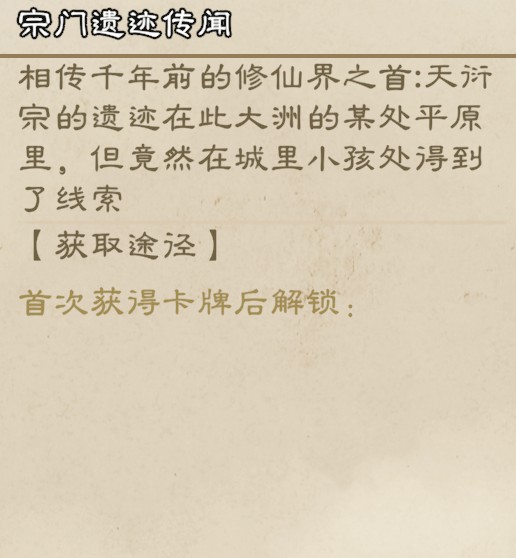 宗门遗迹传闻
相传千年前的修仙界之首:天衍
宗的遗迹在此大洲的某处平原
里，但竟然在城里小孩处得到
了线索
【获取途径】
首次获得卡牌后解锁：